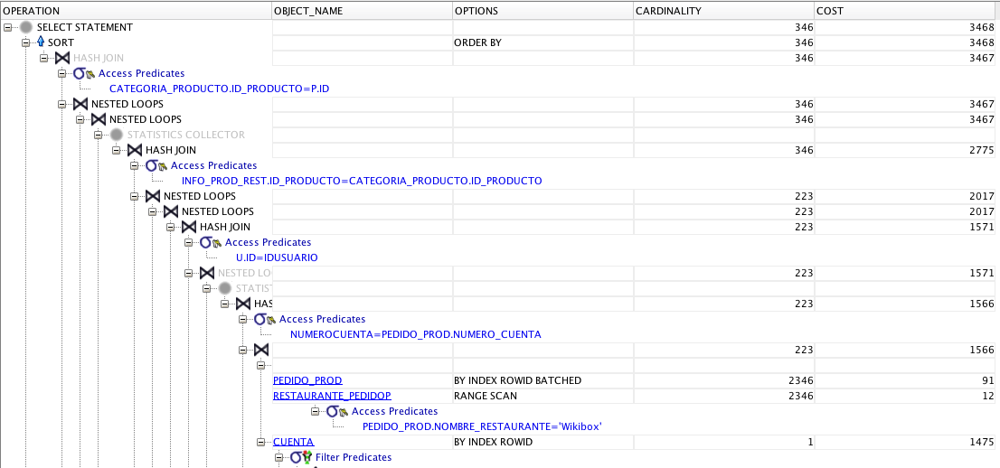 OPERATION OBJECT_NAME OPTIONS CARDINALITY COST
SELECT STATEMENT 346 3468
SORT ORDER BY 346 3468
HASH JOIN 346 3467
Access Predicates
CATEGORIA_PRODUCTO.ID_PRODUCTO=P.ID
NESTED LOOPS 346 3467
NESTED LOOPS 346 3467
STATISTICS COLLECTOR
HASH JOIN 346 2775
Access Predicates
INFO_PROD_REST.ID_PRODUCTO=CATEGORIA_PRODUCTO.ID_PRODUCTO
NESTED LOOPS 223 2017
NESTED LOOPS 223 2017
HASH JOIN 223 1571
Access Predicates
U.ID=IDUSUARIO
NESTED LO 223 1571
STATIST
HAS 223 1566
Access Predicates
NUMEROCUENTA=PEDIDO_PROD.NUMERO_CUENTA
223 1566
PEDIDO_PROD BY INDEX ROWID BATCHED 2346 91
RESTAURANTE_PEDIDOP RANGE SCAN 2346 12
Access Predicates
PEDIDO_PROD.NOMBRE_RESTAURANTE='Wikibox'
CUENTA BY INDEX ROWID 1 1475
Filter Predicates